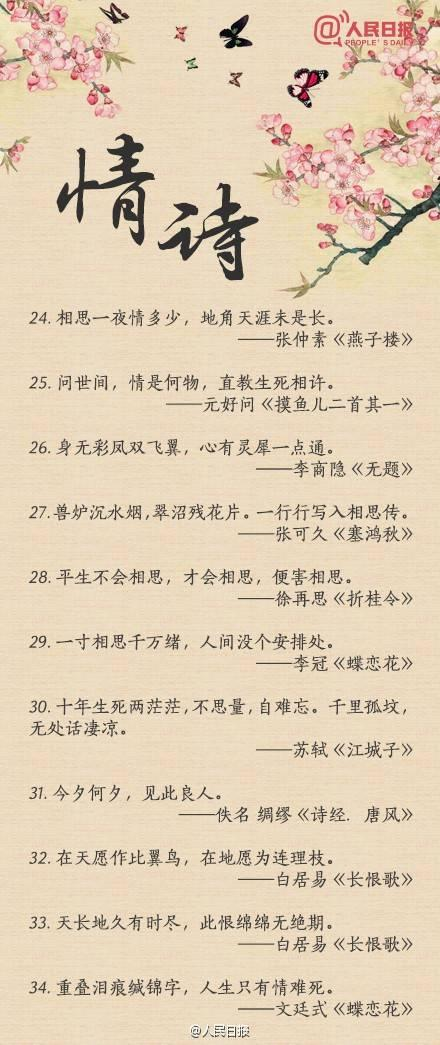 @人民日报
PEOPLE'S DAILY
情诗
24. 相思一夜情多少，地角天涯未是长。
——张仲素《燕子楼》
25. 问世间，情是何物，直教生死相许。
——元好问《摸鱼儿二首其一》
26. 身无彩凤双飞翼，心有灵犀一点通。
——李商隐《无题》
27. 兽炉沉水烟，翠沼残花片。一行行写入相思传。
——张可久《塞鸿秋》
28. 平生不会相思，才会相思，便害相思。
——徐再思《折桂令》
29. 一寸相思千万绪，人间没个安排处。
——李冠《蝶恋花》
30. 十年生死两茫茫，不思量，自难忘。千里孤坟，
无处话凄凉。
——苏轼《江城子》
31. 今夕何夕，见此良人。
——佚名 绸缪《诗经．唐风》
32. 在天愿作比翼鸟，在地愿为连理枝。
——白居易《长恨歌》
33. 天长地久有时尽，此恨绵绵无绝期。
——白居易《长恨歌》
34. 重叠泪痕缄锦字，人生只有情难死。
——文廷式《蝶恋花》
@人民日报